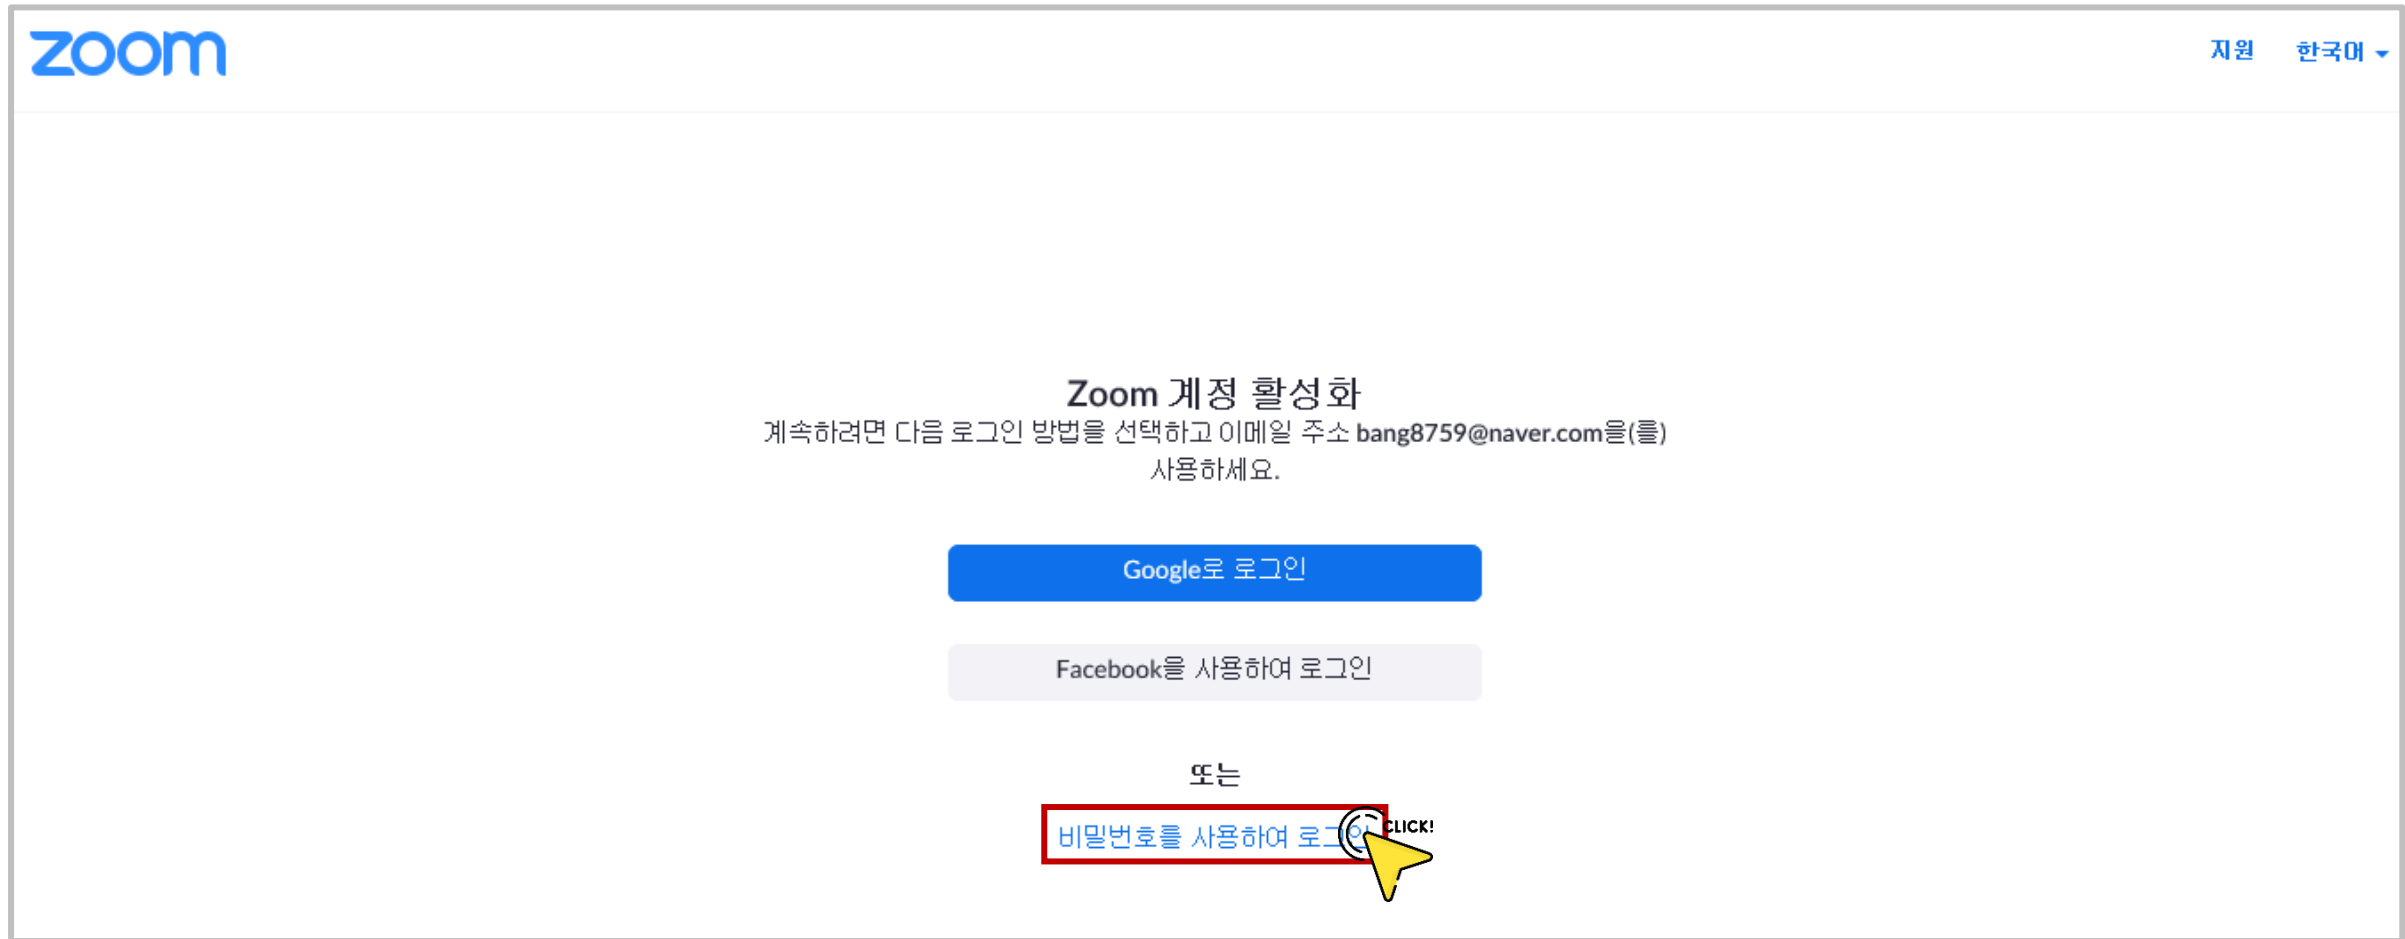 zoom
지원 한국어
Zoom 계정 활성화
계속하려면 다음 로그인 방법을 선택하고 이메일 주소 bang8759@naver.com을(를)
사용하세요.
Google로 로그인
Facebook을 사용하여 로그인
또는
비밀번호를 사용하여 로그인
CLICK!